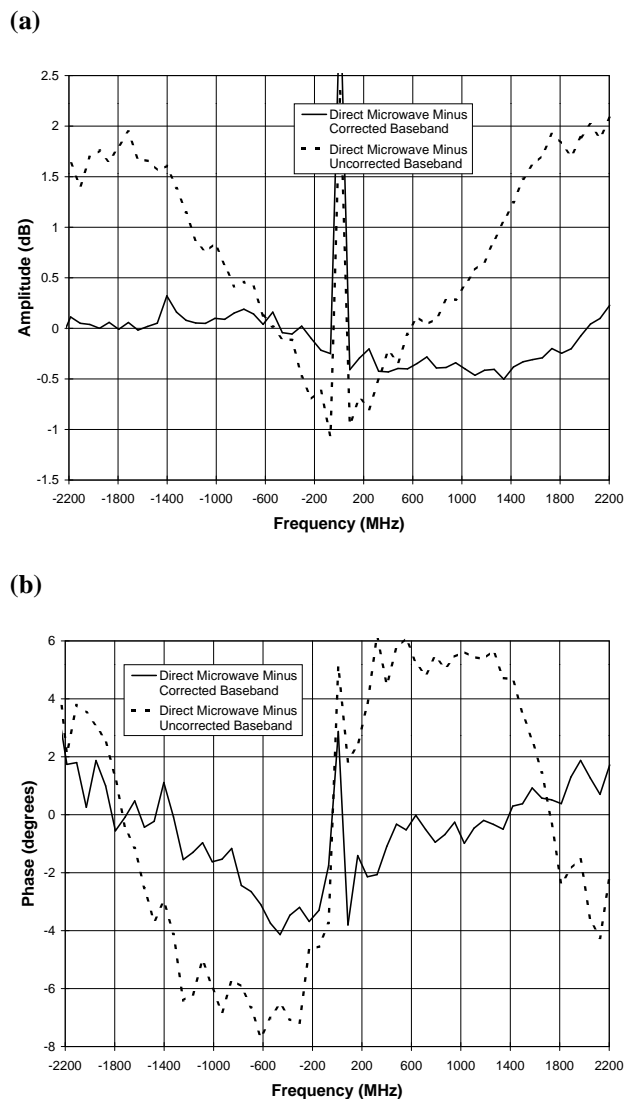 (a)
2.5
2
1.5
1
0.5
0
-0.5
-1
-1.5
Amplitude (dB)
Direct Microwave Minus
Corrected Baseband
Direct Microwave Minus
Uncorrected Baseband
-2200 -1800 -1400 -1000 -600 -200 200 600 1000 1400 1800 2200
Frequency (MHz)
(b)
6
4
2
0
-2
-4
-6
-8
Phase (degrees)
Direct Microwave Minus
Corrected Baseband
Direct Microwave Minus
Uncorrected Baseband
-2200 -1800 -1400 -1000 -600 -200 200 600 1000 1400 1800 2200
Frequency (MHz)